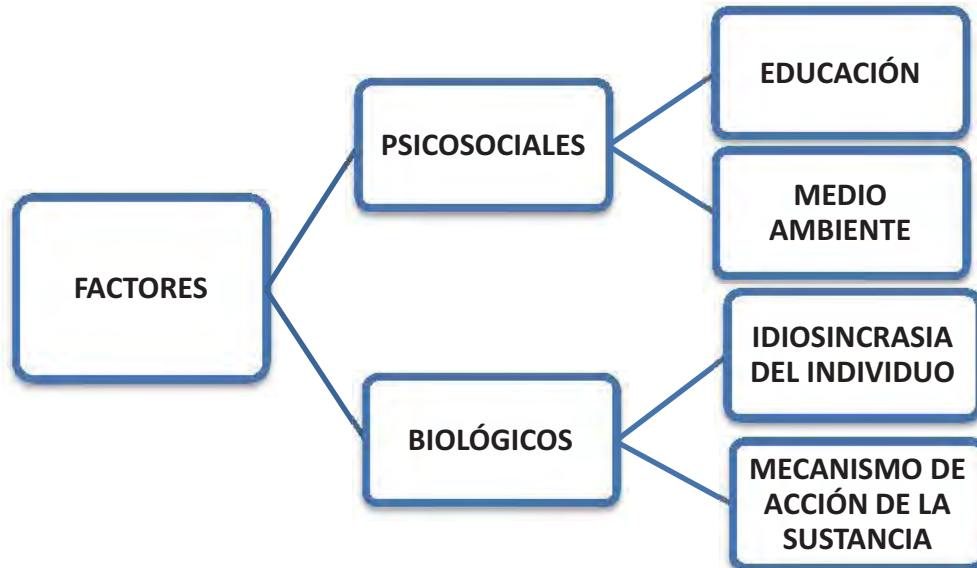 FACTORES
PSICOSOCIALES
EDUCACIÓN
MEDIO
AMBIENTE
BIOLÓGICOS
IDIOSINCRASIA
DEL INDIVIDUO
MECANISMO DE
ACCIÓN DE LA
SUSTANCIA